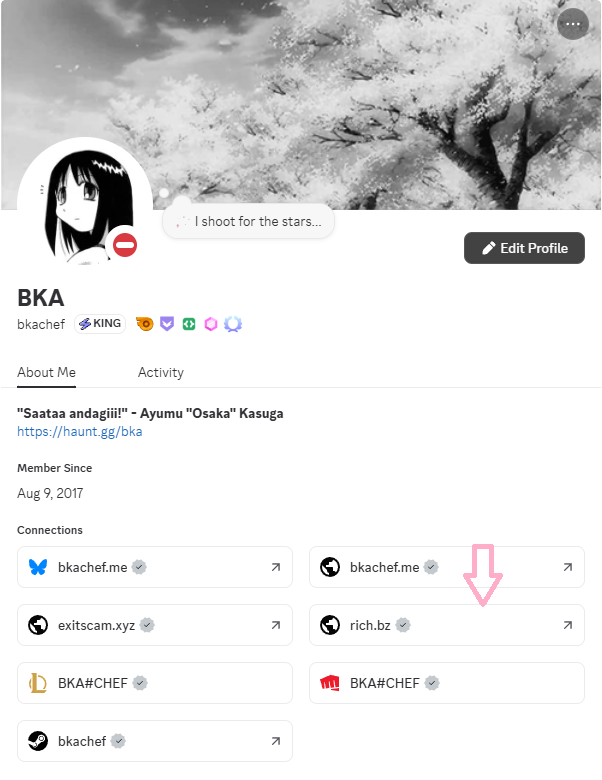 I shoot for the stars...
Edit Profile
BKA
bkachef KING
About Me Activity
"Saataa andagiii!" - Ayumu "Osaka" Kasuga
https://haunt.gg/bka
Member Since
Aug 9, 2017
Connections
bkachef.me bkachef.me
exitscam.xyz rich.bz
BKA#CHEF BKA#CHEF
bkachef